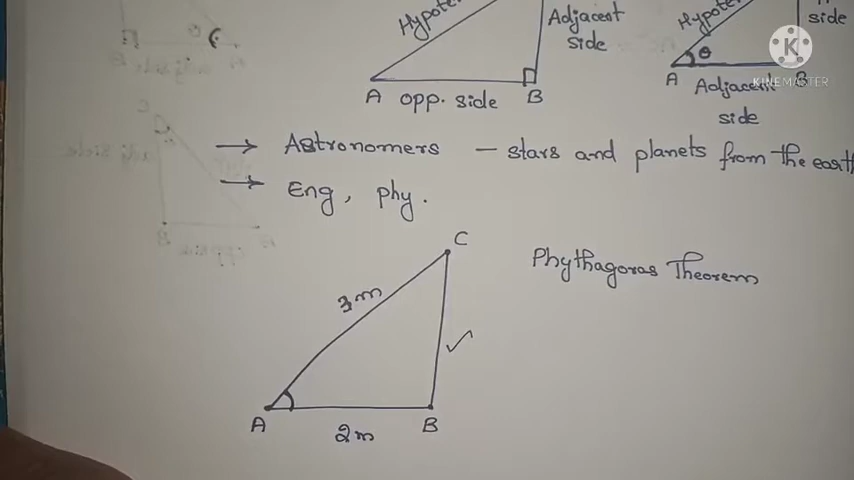 Hypote
Adjacent
side
A opp. side B
Hypote
side
θ
A
B
Adjacent
side
K
KINEMASTER
→ Astronomers - stars and planets from the earth
→ Eng, phy.
C
3m
Phythagoras Theorem
A
2m
B